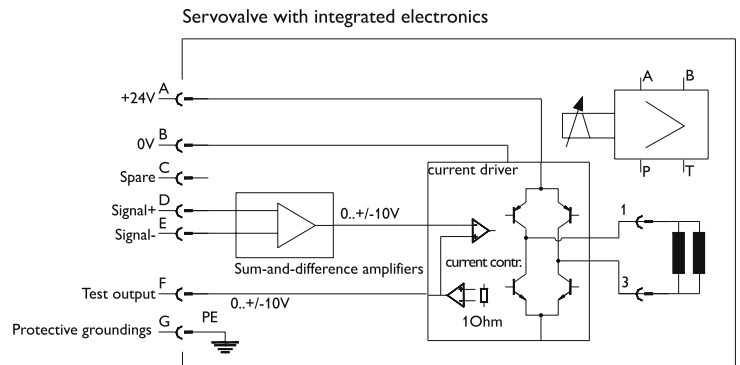 Servovalve with integrated electronics
A
+24V
B
0V
C
Spare
D
Signal+
E
Signal-
0..+/-10V
Sum-and-difference amplifiers
F
Test output
0..+/-10V
G
Protective groundings
PE
current driver
current contr.
1Ohm
1
3
A B
P T